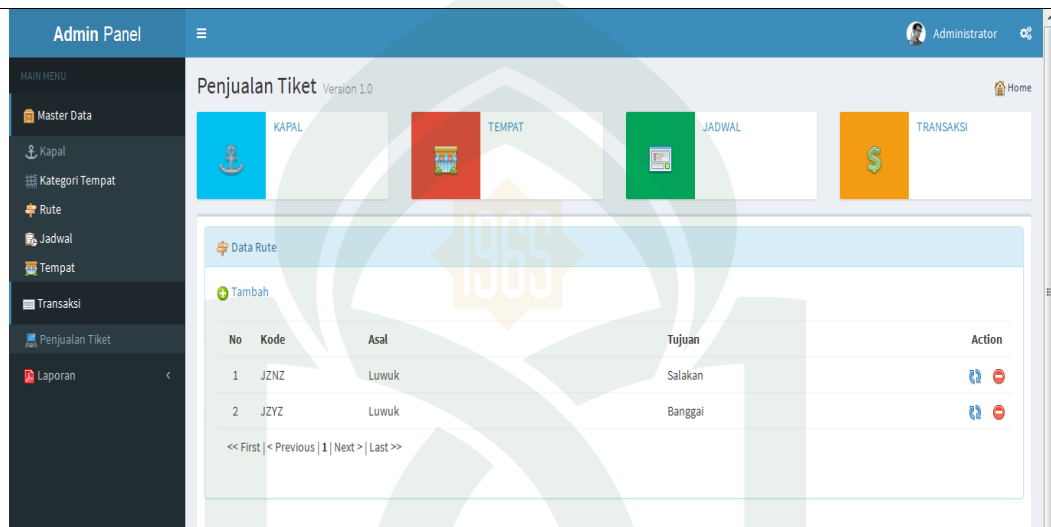 Admin Panel
Administrator
MAIN MENU
Master Data
Kapal
Kategori Tempat
Rute
Jadwal
Tempat
Transaksi
Penjualan Tiket
Laporan
Penjualan Tiket Version 1.0
Home
KAPAL
TEMPAT
JADWAL
TRANSAKSI
Data Rute
Tambah
No Kode Asal Tujuan Action
1 JZNZ Luwuk Salakan
2 JZYZ Luwuk Banggai
<< First | < Previous | 1 | Next > | Last >>
1965